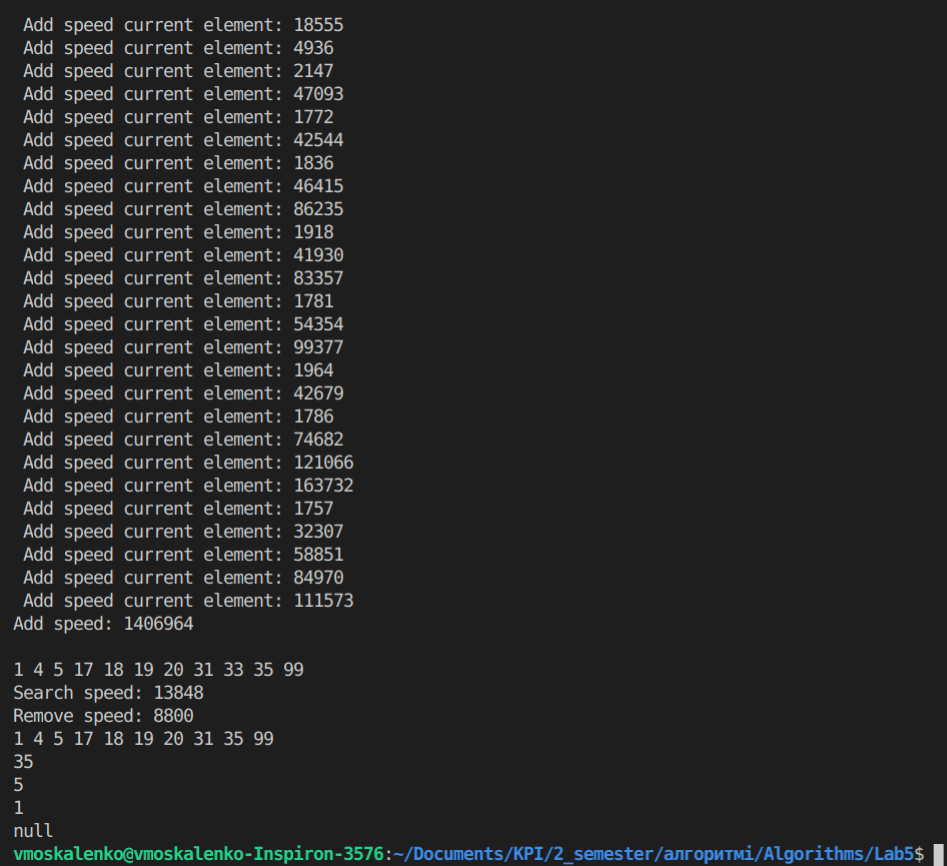 Add speed current element: 18555
Add speed current element: 4936
Add speed current element: 2147
Add speed current element: 47093
Add speed current element: 1772
Add speed current element: 42544
Add speed current element: 1836
Add speed current element: 46415
Add speed current element: 86235
Add speed current element: 1918
Add speed current element: 41930
Add speed current element: 83357
Add speed current element: 1781
Add speed current element: 54354
Add speed current element: 99377
Add speed current element: 1964
Add speed current element: 42679
Add speed current element: 1786
Add speed current element: 74682
Add speed current element: 121066
Add speed current element: 163732
Add speed current element: 1757
Add speed current element: 32307
Add speed current element: 58851
Add speed current element: 84970
Add speed current element: 111573
Add speed: 1406964
1 4 5 17 18 19 20 31 33 35 99
Search speed: 13848
Remove speed: 8800
1 4 5 17 18 19 20 31 35 99
35
5
1
null
vmoskalenko@vmoskalenko-Inspiron-3576:~/Documents/KPI/2_semester/алгоритмі/Algorithms/Lab5$